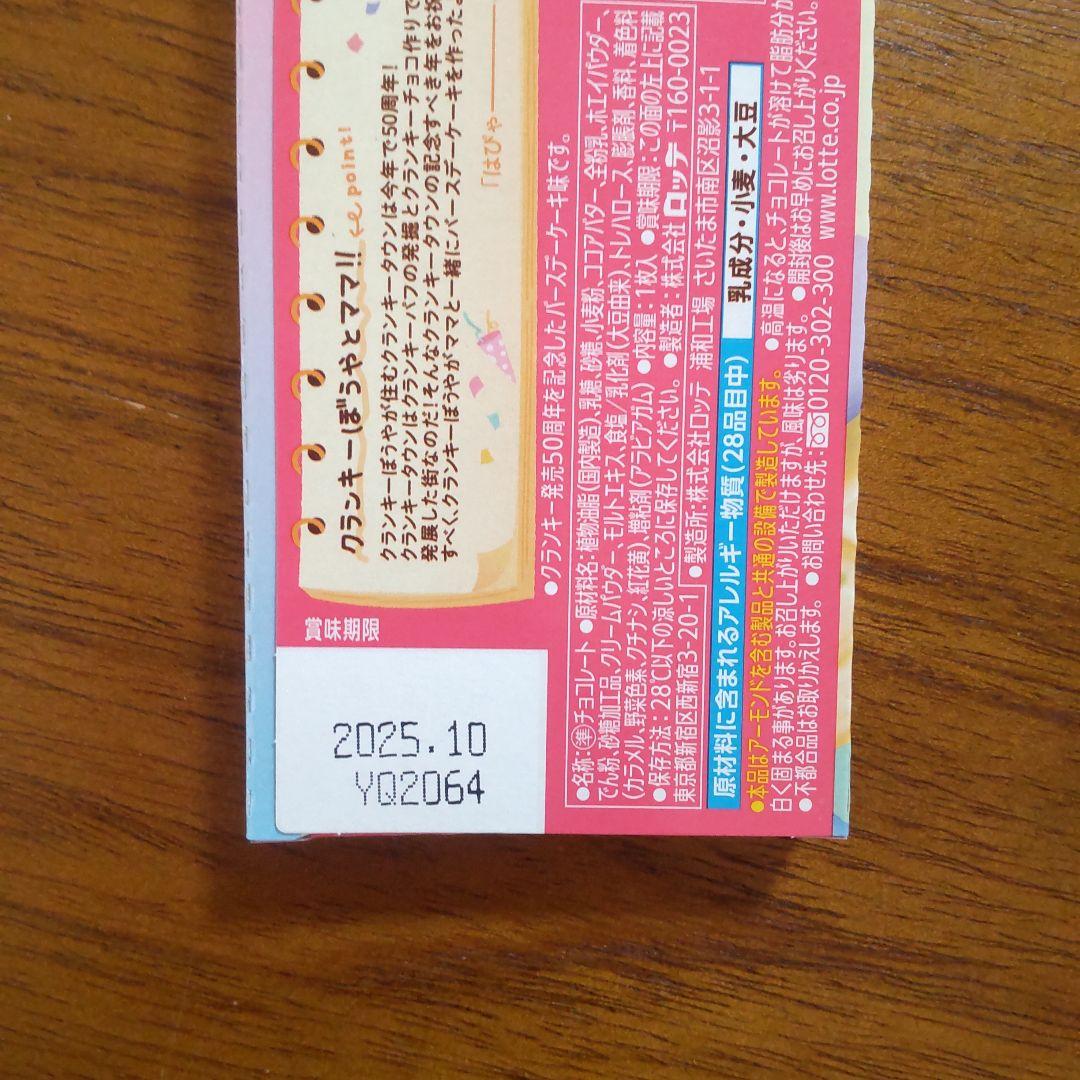 クランキーぼうやとママ!!
ce point!
クランキーぼうやが住むクランキータウンは今年で50周年!
クランキータウンはクランキーパフの発掘とクランキーチョコ作りで
発展した街なのだ!そんなクランキータウンの記念すべき年をお祝
すべく、クランキーぼうやがママと一緒にバースデーケーキを作ったよ
「はぴゃ
賞味期限
2025.10
YQ2064
●クランキー発売50周年を記念したバースデーケーキ味です。
●名称:準チョコレート ●原材料名:植物油脂(国内製造)、乳糖、砂糖、小麦粉、ココアバター、全粉乳、ホエイパウダー、
でん粉、砂糖加工品、クリームパウダー、モルトエキス、食塩/乳化剤(大豆由来)、トレハロース、膨脹剤、香料、着色料
(カラメル、野菜色素、クチナシ、紅花黄)、増粘剤(アラビアガム) ●内容量:1枚入 ●賞味期限:この面の左上に記載
●保存方法:28℃以下の涼しいところに保存してください。 ●製造者:株式会社ロッテ 〒160-0023
東京都新宿区西新宿3-20-1 ●製造所:株式会社ロッテ 浦和工場 さいたま市南区沼影3-1-1
原材料に含まれるアレルギー物質(28品目中) 乳成分・小麦・大豆
●本品はアーモンドを含む製品と共通の設備で製造しています。 ●高温になると、チョコレートが溶けて脂肪分が
白く固まる事があります。お召し上がりいただけますが、風味は劣ります。 ●開封後はお早めにお召し上がりください。
●不都合品はお取りかえします。 ●お問い合わせ先:0120-302-300 www.lotte.co.jp